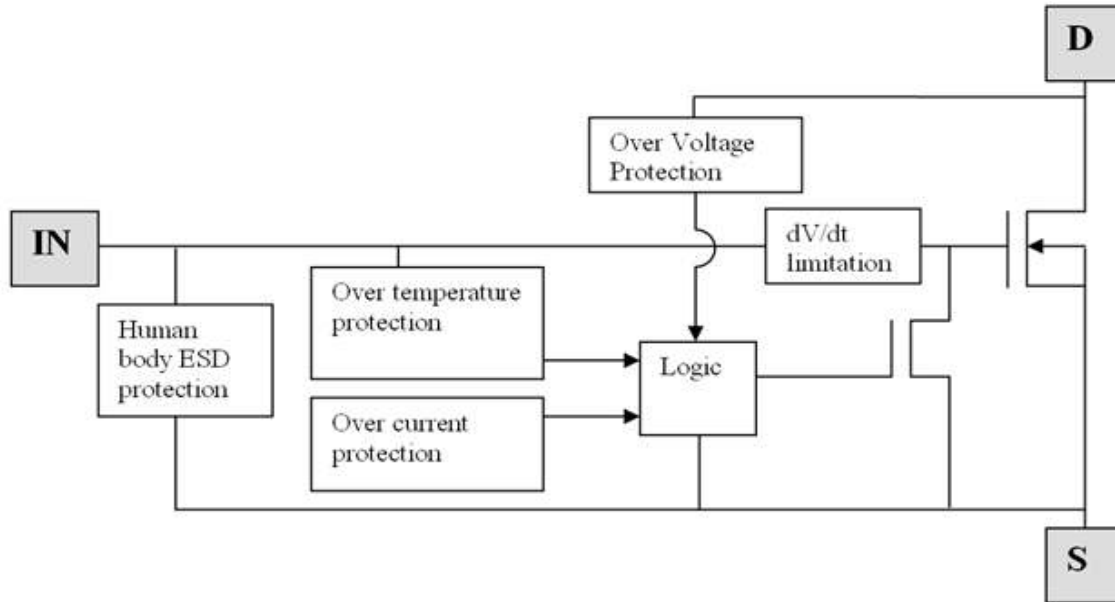 D
Over Voltage
Protection
IN
dV/dt
limitation
Over temperature
protection
Human
body ESD
protection
Logic
Over current
protection
S